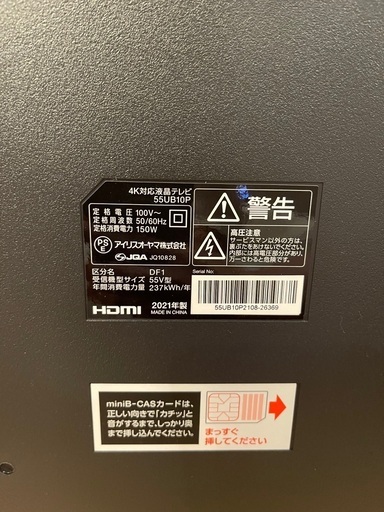 4K対応液晶テレビ
55UB10P
定格電圧 100V~
定格周波数 50/60Hz
定格消費電力 150W
PSE アイリスオーヤマ株式会社
JQA JQ10828
区分名 DF1
受信機型サイズ 55V型
年間消費電力量 237kWh/年
HDMI
2021年製
MADE IN CHINA
警告
高圧注意
サービスマン以外の方は、
裏ぶたをあけないでください。
内部には高電圧部分が
万一さわると危険です。
Serial No:
55UB10P2108-26369
miniB-CASカードは、
正しい向きで「カチッ」と
音がするまで、しっかり奥
まで挿し込んでください。
まっすぐ
挿してください